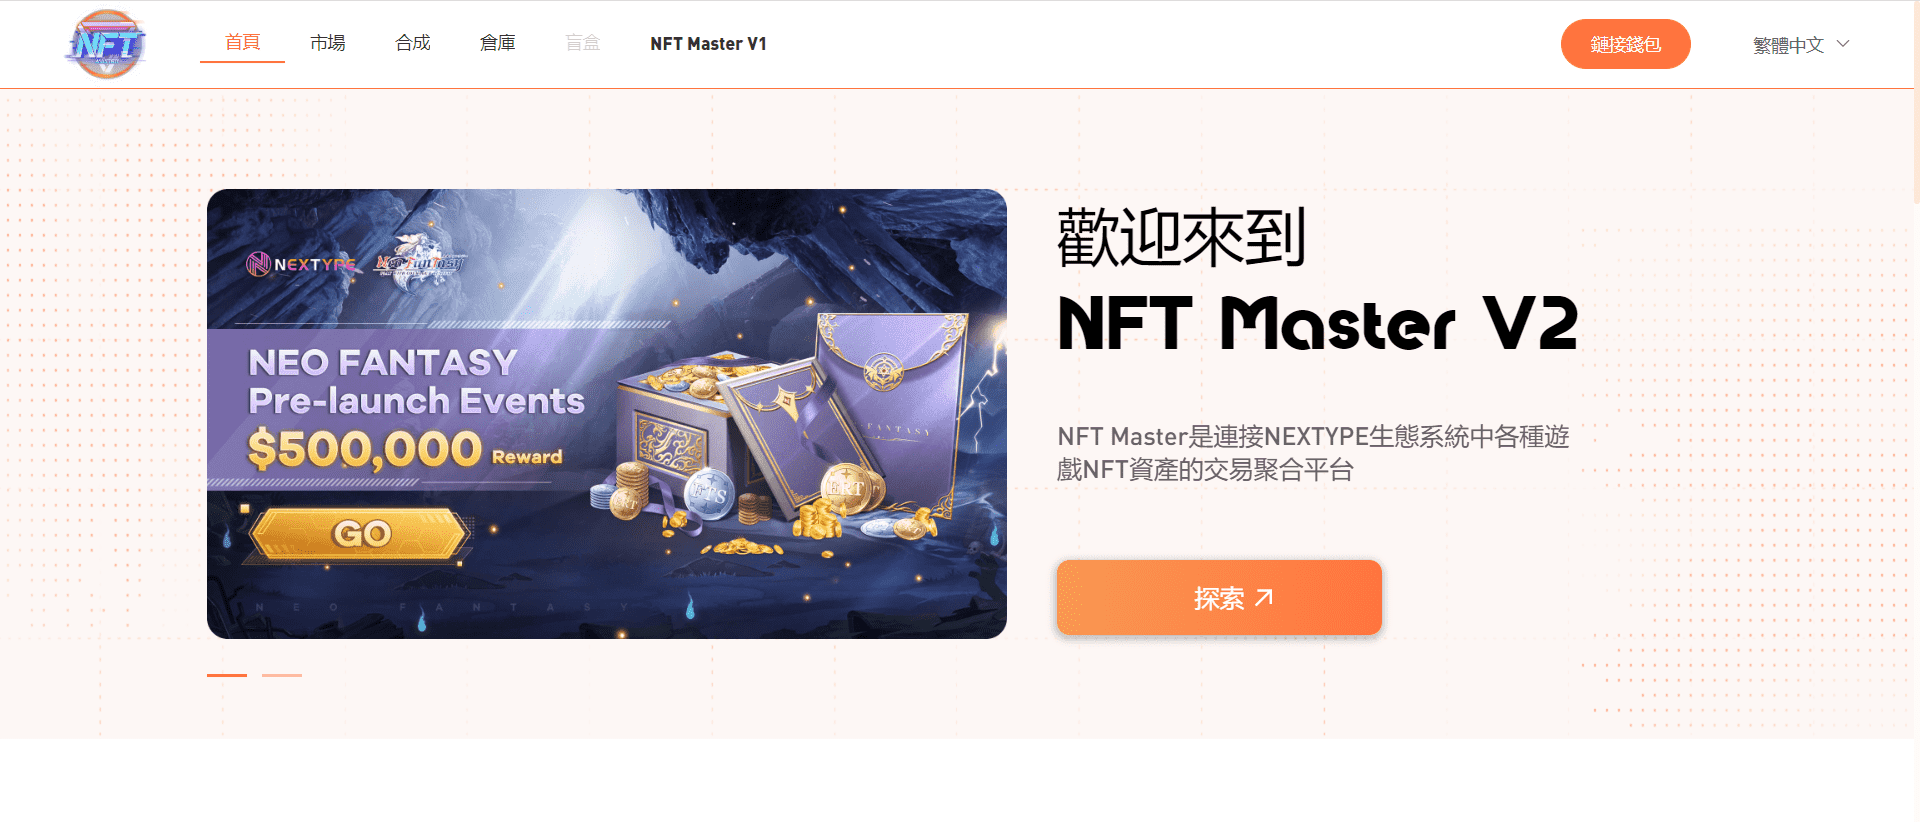 NFT
首頁
市場
合成
倉庫
盲盒
NFT Master V1
鏈接錢包
繁體中文
NEXTYPE
Neo Fantasy
NEO FANTASY
Pre-launch Events
$500,000 Reward
GO
FANTASY
ETS
ERT
ERT
NEO FANTASY
歡迎來到
NFT Master V2
NFT Master是連接NEXTYPE生態系統中各種遊
戲NFT資產的交易聚合平台
探索